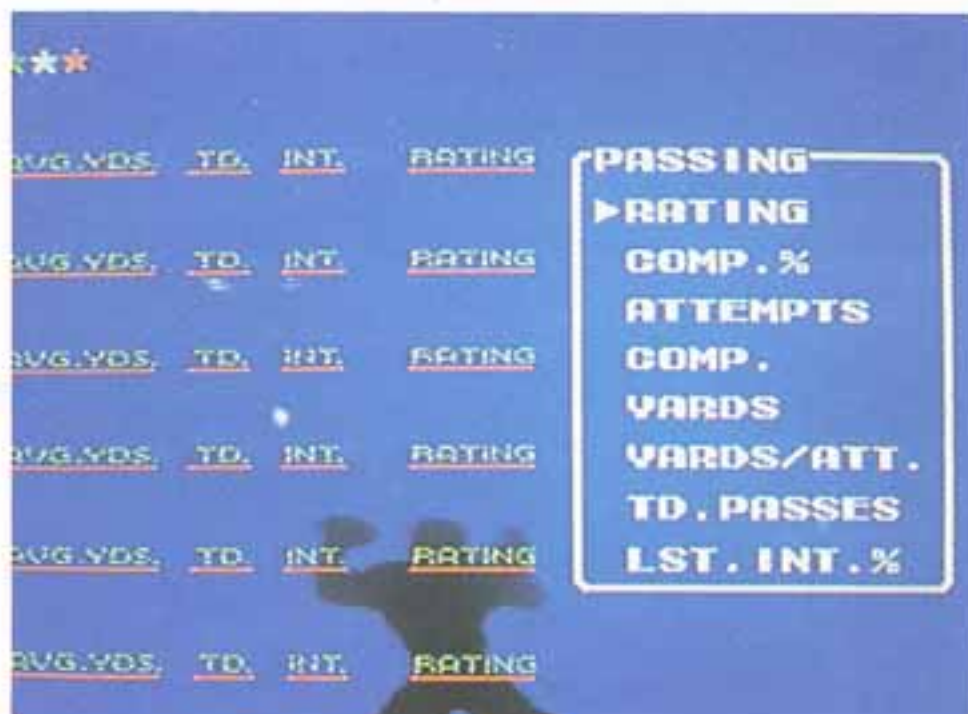 AVG.YDS. TD. INT. RATING
AVG.YDS. TD. INT. RATING
AVG.YDS. TD. INT. RATING
AVG.YDS. TD. INT. RATING
AVG.YDS. TD. INT. RATING
AVG.YDS. TD. INT. RATING
PASSING
►RATING
COMP.%
ATTEMPTS
COMP.
YARDS
YARDS/ATT.
TD.PASSES
LST.INT.%